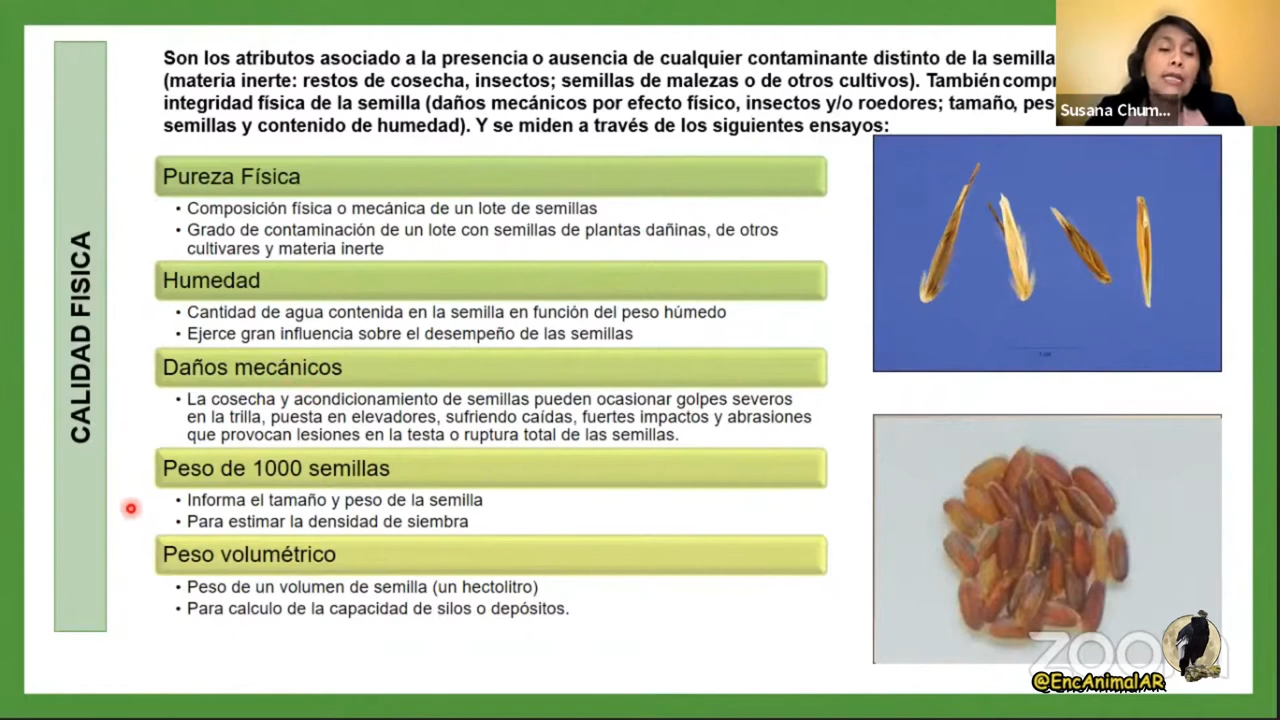 Son los atributos asociado a la presencia o ausencia de cualquier contaminante distinto de la semilla
(materia inerte: restos de cosecha, insectos; semillas de malezas o de otros cultivos). También
integridad física de la semilla (daños mecánicos por efecto físico, insectos y/o roedores; tamaño,
semillas y contenido de humedad). Y se miden a través de los siguientes ensayos:
Susana Chum...
CALIDAD FISICA
Pureza Física
• Composición física o mecánica de un lote de semillas
• Grado de contaminación de un lote con semillas de plantas dañinas, de otros
cultivares y materia inerte
Humedad
• Cantidad de agua contenida en la semilla en función del peso húmedo
• Ejerce gran influencia sobre el desempeño de las semillas
Daños mecánicos
• La cosecha y acondicionamiento de semillas pueden ocasionar golpes severos
en la trilla, puesta en elevadores, sufriendo caídas, fuertes impactos y abrasiones
que provocan lesiones en la testa o ruptura total de las semillas.
Peso de 1000 semillas
• Informa el tamaño y peso de la semilla
• Para estimar la densidad de siembra
Peso volumétrico
• Peso de un volumen de semilla (un hectolitro)
• Para calculo de la capacidad de silos o depósitos.
zoom
@EncAnimalAR